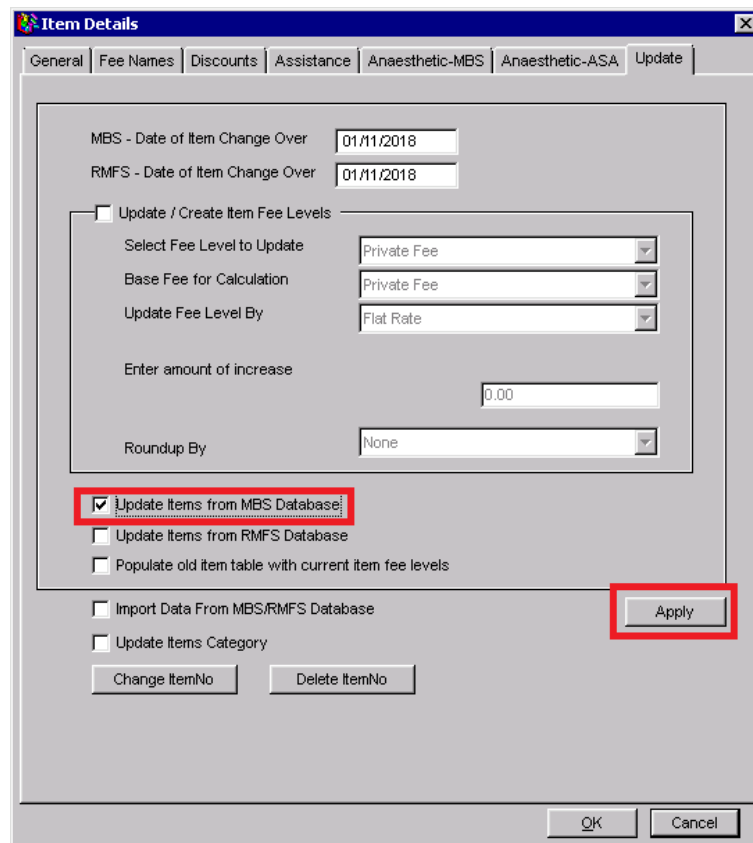 Item Details
General Fee Names Discounts Assistance Anaesthetic-MBS Anaesthetic-ASA Update
MBS - Date of Item Change Over 01/11/2018
RMFS - Date of Item Change Over 01/11/2018
Update / Create Item Fee Levels
Select Fee Level to Update Private Fee
Base Fee for Calculation Private Fee
Update Fee Level By Flat Rate
Enter amount of increase
0.00
Roundup By None
Update Items from MBS Database
Update Items from RMFS Database
Populate old item table with current item fee levels
Import Data From MBS/RMFS Database Apply
Update Items Category
Change ItemNo Delete ItemNo
OK Cancel